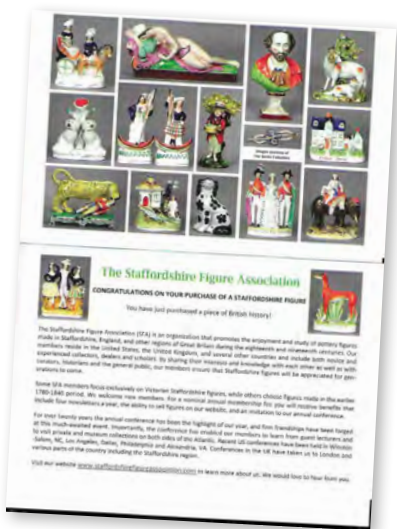 The Staffordshire Figure Association
CONGRATULATIONS ON YOUR PURCHASE OF A STAFFORDSHIRE FIGURE
You have just purchased a piece of British history!
The Staffordshire Figure Association (SFA) is an organization that promotes the enjoyment and study of pottery figures
made in Staffordshire, England, and other regions of Great Britain during the eighteenth and nineteenth centuries. Our
members reside in the United States, the United Kingdom, and several other countries and include both novice and
experienced collectors, dealers and scholars. By sharing their interests and knowledge with each other as well as with
curators, historians and the general public, our members ensure that Staffordshire figures will be appreciated for gen-
erations to come.
Some SFA members focus exclusively on Victorian Staffordshire figures, while others choose figures made in the earlier
1780-1840 period. We welcome new members. For a nominal annual membership fee you will receive benefits that
include four newsletters a year, the ability to sell figures on our website, and an invitation to our annual conference.
For over twenty years the annual conference has been the highlight of our year, and firm friendships have been forged
at this much-awaited event. Importantly, the conference has enabled our members to learn from guest lecturers and
to visit private and museum collections on both sides of the Atlantic. Recent US conferences have been held in Winston
-Salem, NC, Los Angeles, Dallas, Philadelphia and Alexandria, VA. Conferences in the UK have taken us to London and
various parts of the country including the Staffordshire region.
Visit our website www.staffordshirefigureassociation.com to learn more about us. We would love to hear from you.